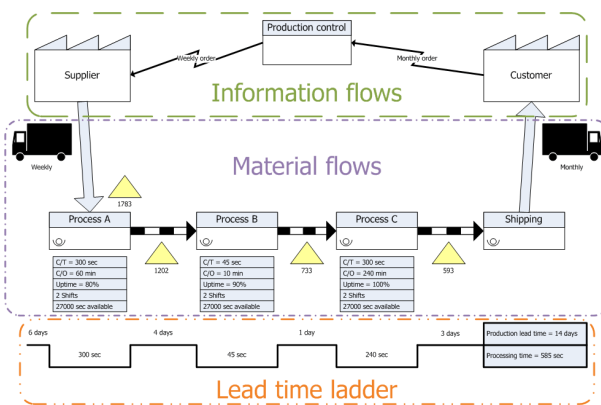 Production control
Weekly order
Monthly order
Supplier
Customer
Information flows
Weekly
Material flows
Monthly
1783
Process A
Process B
Process C
Shipping
1202
733
593
C/T = 300 sec
C/O = 60 min
Uptime = 80%
2 Shifts
27000 sec available
C/T = 45 sec
C/O = 10 min
Uptime = 90%
2 Shifts
27000 sec available
C/T = 300 sec
C/O = 240 min
Uptime = 100%
2 Shifts
27000 sec available
6 days
4 days
1 day
3 days
Production lead time = 14 days
300 sec
45 sec
240 sec
Processing time = 585 sec
Lead time ladder